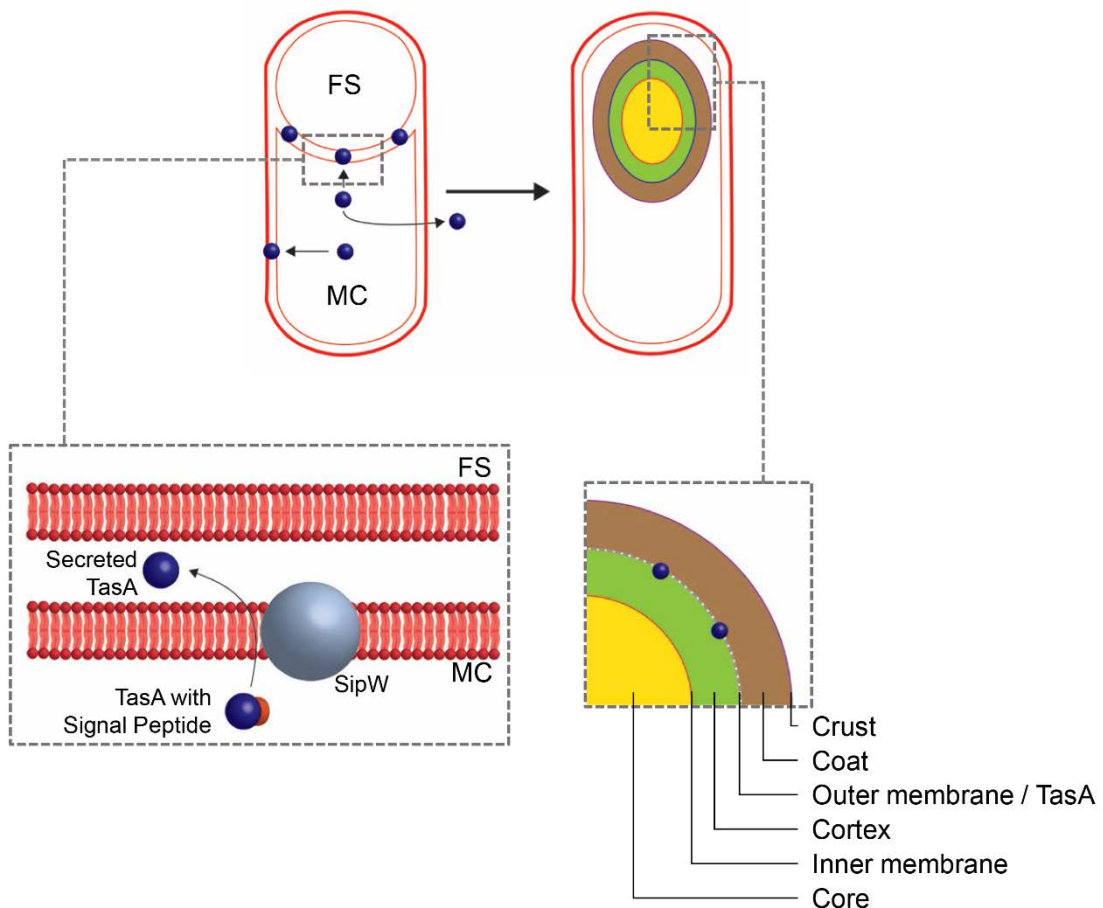 FS
MC
FS
Secreted
TasA
MC
SipW
TasA with
Signal Peptide
Crust
Coat
Outer membrane / TasA
Cortex
Inner membrane
Core